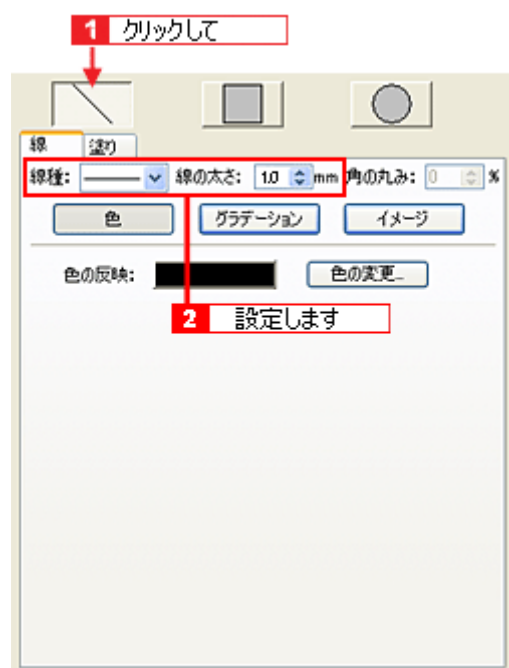 1 クリックして
線 塗り
線種: 線の太さ: 1.0 mm 角の丸み: 0 %
色 グラデーション イメージ
色の反映: 色の変更...
2 設定します